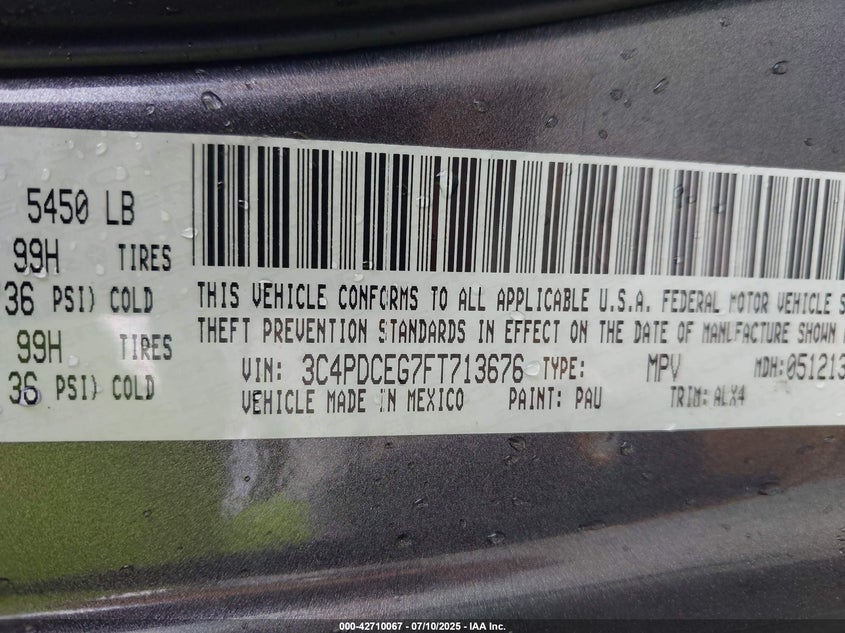 5450 LB
99H TIRES
36 PSI) COLD
99H TIRES
36 PSI) COLD
THIS VEHICLE CONFORMS TO ALL APPLICABLE U.S.A. FEDERAL MOTOR VEHICLE S
THEFT PREVENTION STANDARDS IN EFFECT ON THE DATE OF MANUFACTURE SHOWN
VIN: 3C4PDCEG7FT713676 TYPE: MPV MDH: 051213
VEHICLE MADE IN MEXICO PAINT: PAU TRIM: ALX4
000-42710067 - 07/10/2025 - IAA Inc.